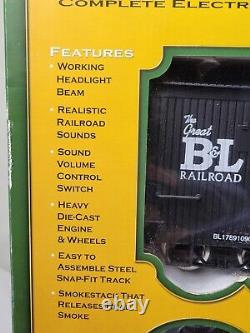 COMPLETE ELECTR
FEATURES
• WORKING
HEADLIGHT
BEAM
• REALISTIC
RAILROAD
SOUNDS
• SOUND
VOLUME
CONTROL
SWITCH
• HEAVY
DIE-CAST
ENGINE
& WHEELS
• EASY TO
ASSEMBLE STEEL
SNAP-FIT TRACK
• SMOKESTACK THAT
RELEASES
SMOKE
The
Great
B&L
RAILROAD